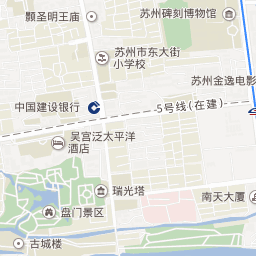 颢圣明王庙
苏州碑刻博物馆
苏州市东大街
小学校
苏州金逸电影
中国建设银行
5号线(在建)
吴宫泛太平洋
酒店
瑞光塔
南天大厦
盘门景区
古城楼